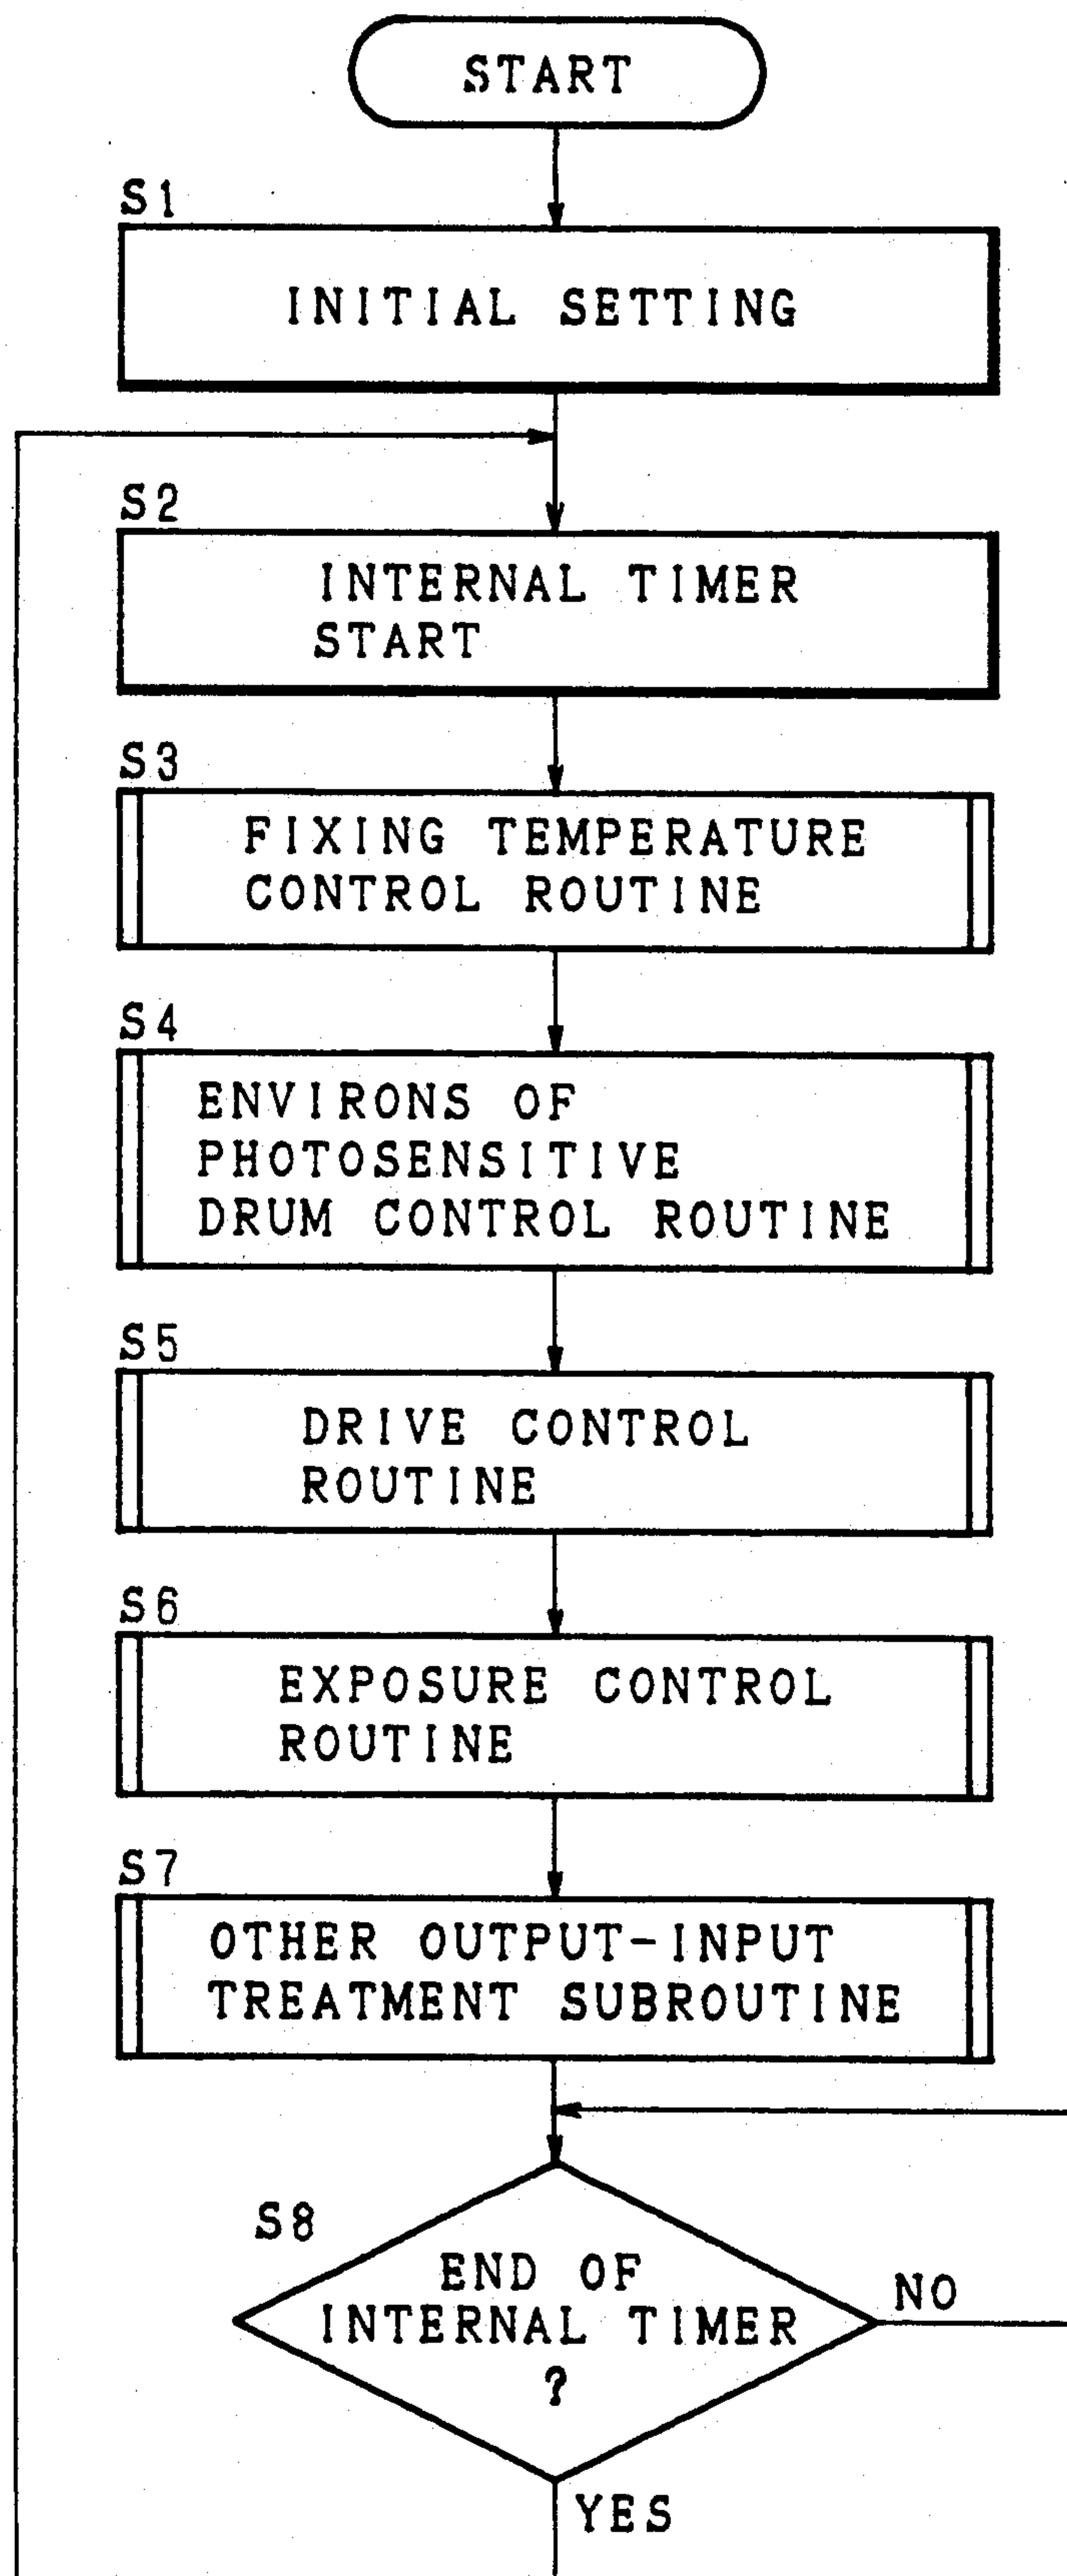 START
S1
INITIAL SETTING
S2
INTERNAL TIMER
START
S3
FIXING TEMPERATURE
CONTROL ROUTINE
S4
ENVIRONS OF
PHOTOSENSITIVE
DRUM CONTROL ROUTINE
S5
DRIVE CONTROL
ROUTINE
S6
EXPOSURE CONTROL
ROUTINE
S7
OTHER OUTPUT-INPUT
TREATMENT SUBROUTINE
S8
END OF
INTERNAL TIMER
?
NO
YES